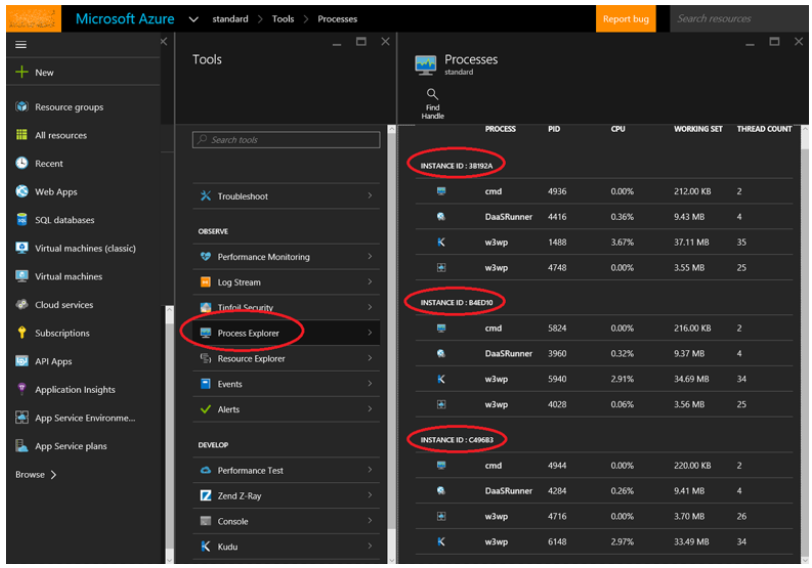 Microsoft Azure standard > Tools > Processes Report bug Search resources
New
Resource groups
All resources
Recent
Web Apps
SQL databases
Virtual machines (classic)
Virtual machines
Cloud services
Subscriptions
API Apps
Application Insights
App Service Environme...
App Service plans
Browse >
Tools
Search tools
Troubleshoot
OBSERVE
Performance Monitoring
Log Stream
Tinfoil Security
Process Explorer
Resource Explorer
Events
Alerts
DEVELOP
Performance Test
Zend Z-Ray
Console
Kudu
Processes
standard
Find
Handle
PROCESS PID CPU WORKING SET THREAD COUNT
INSTANCE ID : 38192A
cmd 4936 0.00% 212.00 KB 2
DaaSRunner 4416 0.36% 9.43 MB 4
w3wp 1488 3.67% 37.11 MB 35
w3wp 4748 0.00% 3.55 MB 25
INSTANCE ID : B4ED10
cmd 5824 0.00% 216.00 KB 2
DaaSRunner 3960 0.32% 9.37 MB 4
w3wp 5940 2.91% 34.69 MB 34
w3wp 4028 0.06% 3.56 MB 25
INSTANCE ID : C496B3
cmd 4944 0.00% 220.00 KB 2
DaaSRunner 4284 0.26% 9.41 MB 4
w3wp 4716 0.00% 3.70 MB 26
w3wp 6148 2.97% 33.49 MB 34